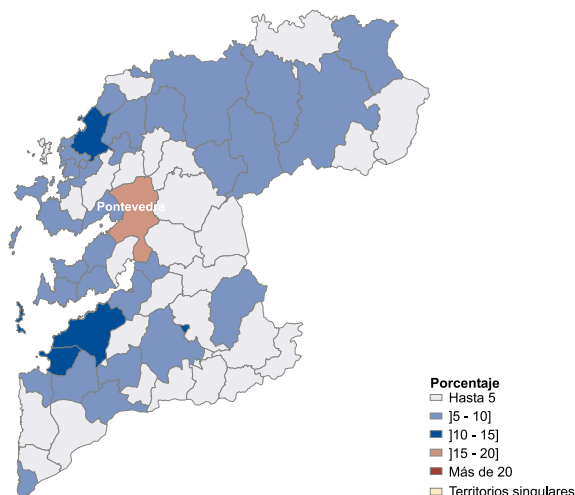 Pontevedra
Porcentaje
Hasta 5
]5 - 10]
]10 - 15]
]15 - 20]
Más de 20
Territorios singulares